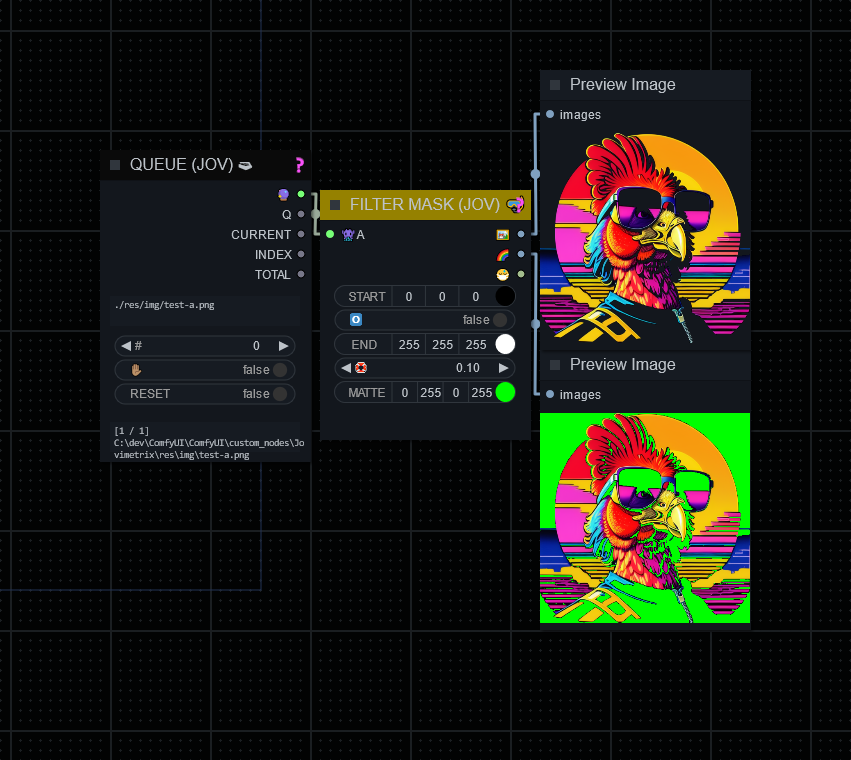 QUEUE (JOV)
Q
CURRENT
INDEX
TOTAL
./res/img/test-a.png
# 0
false
RESET false
[1 / 1]
C:\dev\ComfyUI\ComfyUI\custom_nodes\Jo
vimetrix\res\img\test-a.png
FILTER MASK (JOV)
A
START 0 0 0
O false
END 255 255 255
0.10
MATTE 0 255 0 255
Preview Image
images
Preview Image
images